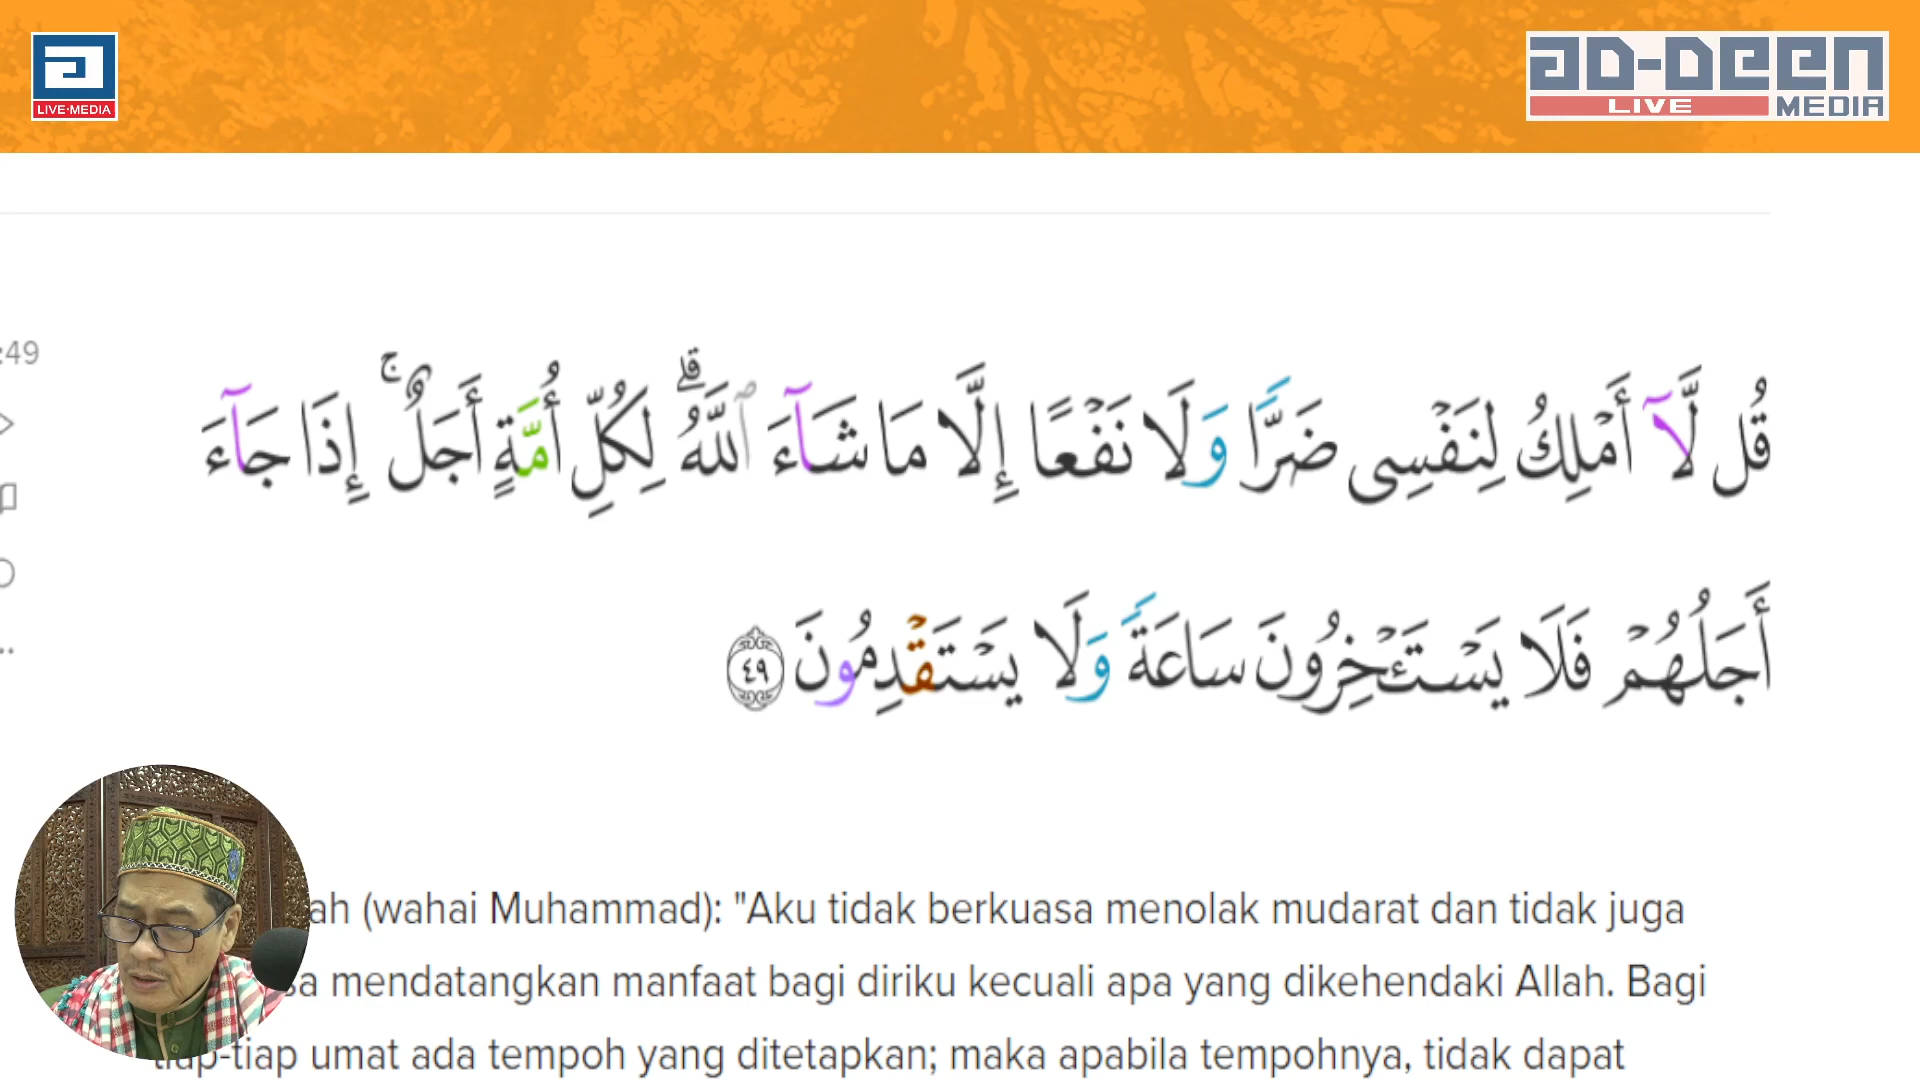 LIVE·MEDIA
AD-DEEN
LIVE MEDIA
:49
قُل لَّآ أَمْلِكُ لِنَفْسِى ضَرًّا وَلَا نَفْعًا إِلَّا مَا شَآءَ ٱللَّهُ ۗ لِكُلِّ أُمَّةٍ أَجَلٌ ۚ إِذَا جَآءَ
أَجَلُهُمْ فَلَا يَسْتَـْٔخِرُونَ سَاعَةً وَلَا يَسْتَقْدِمُونَ ٤٩
ah (wahai Muhammad): "Aku tidak berkuasa menolak mudarat dan tidak juga
sa mendatangkan manfaat bagi diriku kecuali apa yang dikehendaki Allah. Bagi
tiap-tiap umat ada tempoh yang ditetapkan; maka apabila tempohnya, tidak dapat